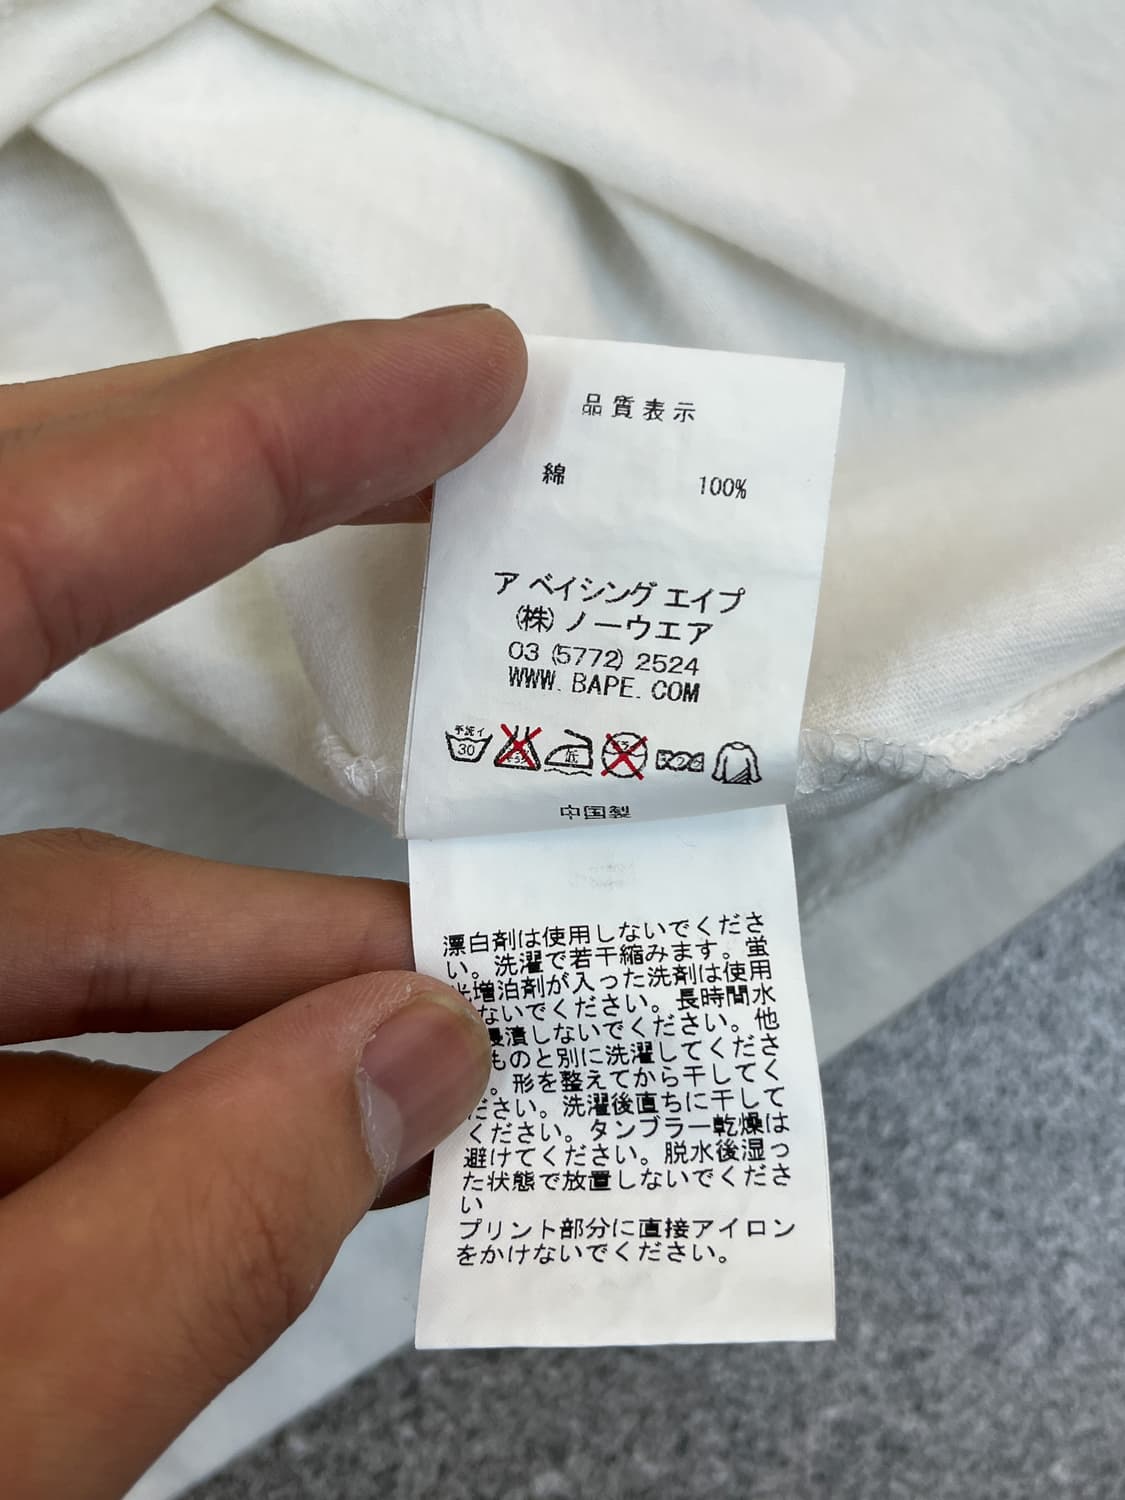 品質表示
綿 100%
ア ベイシング エイプ
(株) ノーウエア
03 (5772) 2524
WWW. BAPE. COM
手洗イ
30
低
中国製
漂白剤は使用しないでくださ
い。洗濯で若干縮みます。蛍
光増泊剤が入った洗剤は使用
ないでください。長時間水
浸漬しないでください。他
ものと別に洗濯してくださ
。形を整えてから干してく
ださい。洗濯後直ちに干して
ください。タンブラー乾燥は
避けてください。脱水後湿っ
た状態で放置しないでくださ
い
プリント部分に直接アイロン
をかけないでください。